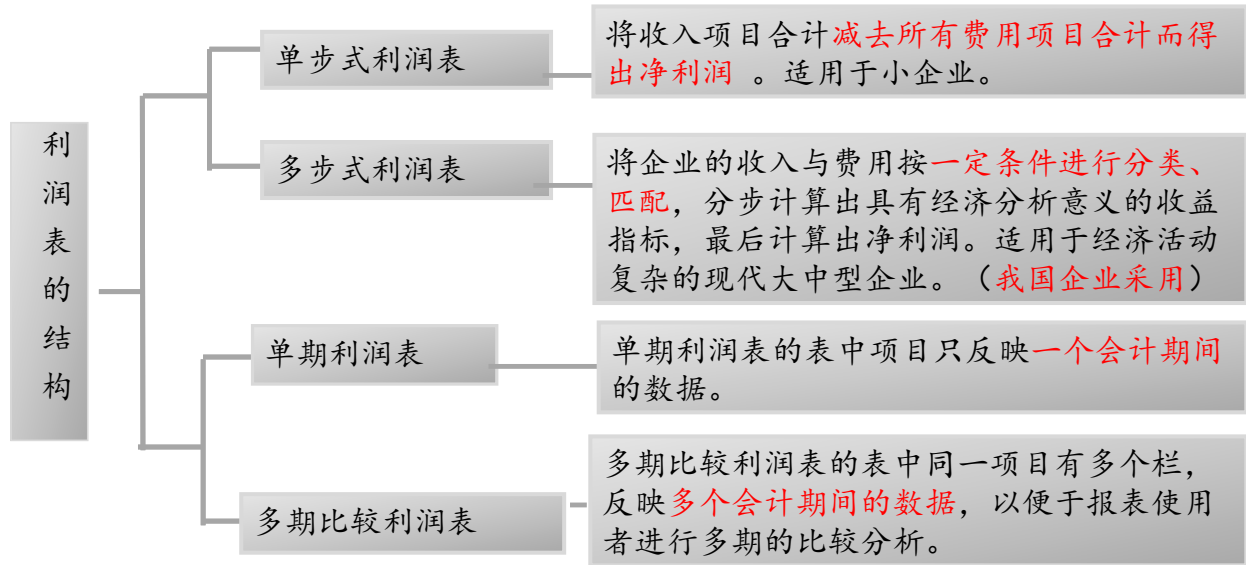 利润表的结构
单步式利润表
将收入项目合计减去所有费用项目合计而得
出净利润 。适用于小企业。
多步式利润表
将企业的收入与费用按一定条件进行分类、
匹配，分步计算出具有经济分析意义的收益
指标，最后计算出净利润。适用于经济活动
复杂的现代大中型企业。（我国企业采用）
单期利润表
单期利润表的表中项目只反映一个会计期间
的数据。
多期比较利润表
多期比较利润表的表中同一项目有多个栏，
反映多个会计期间的数据，以便于报表使用
者进行多期的比较分析。